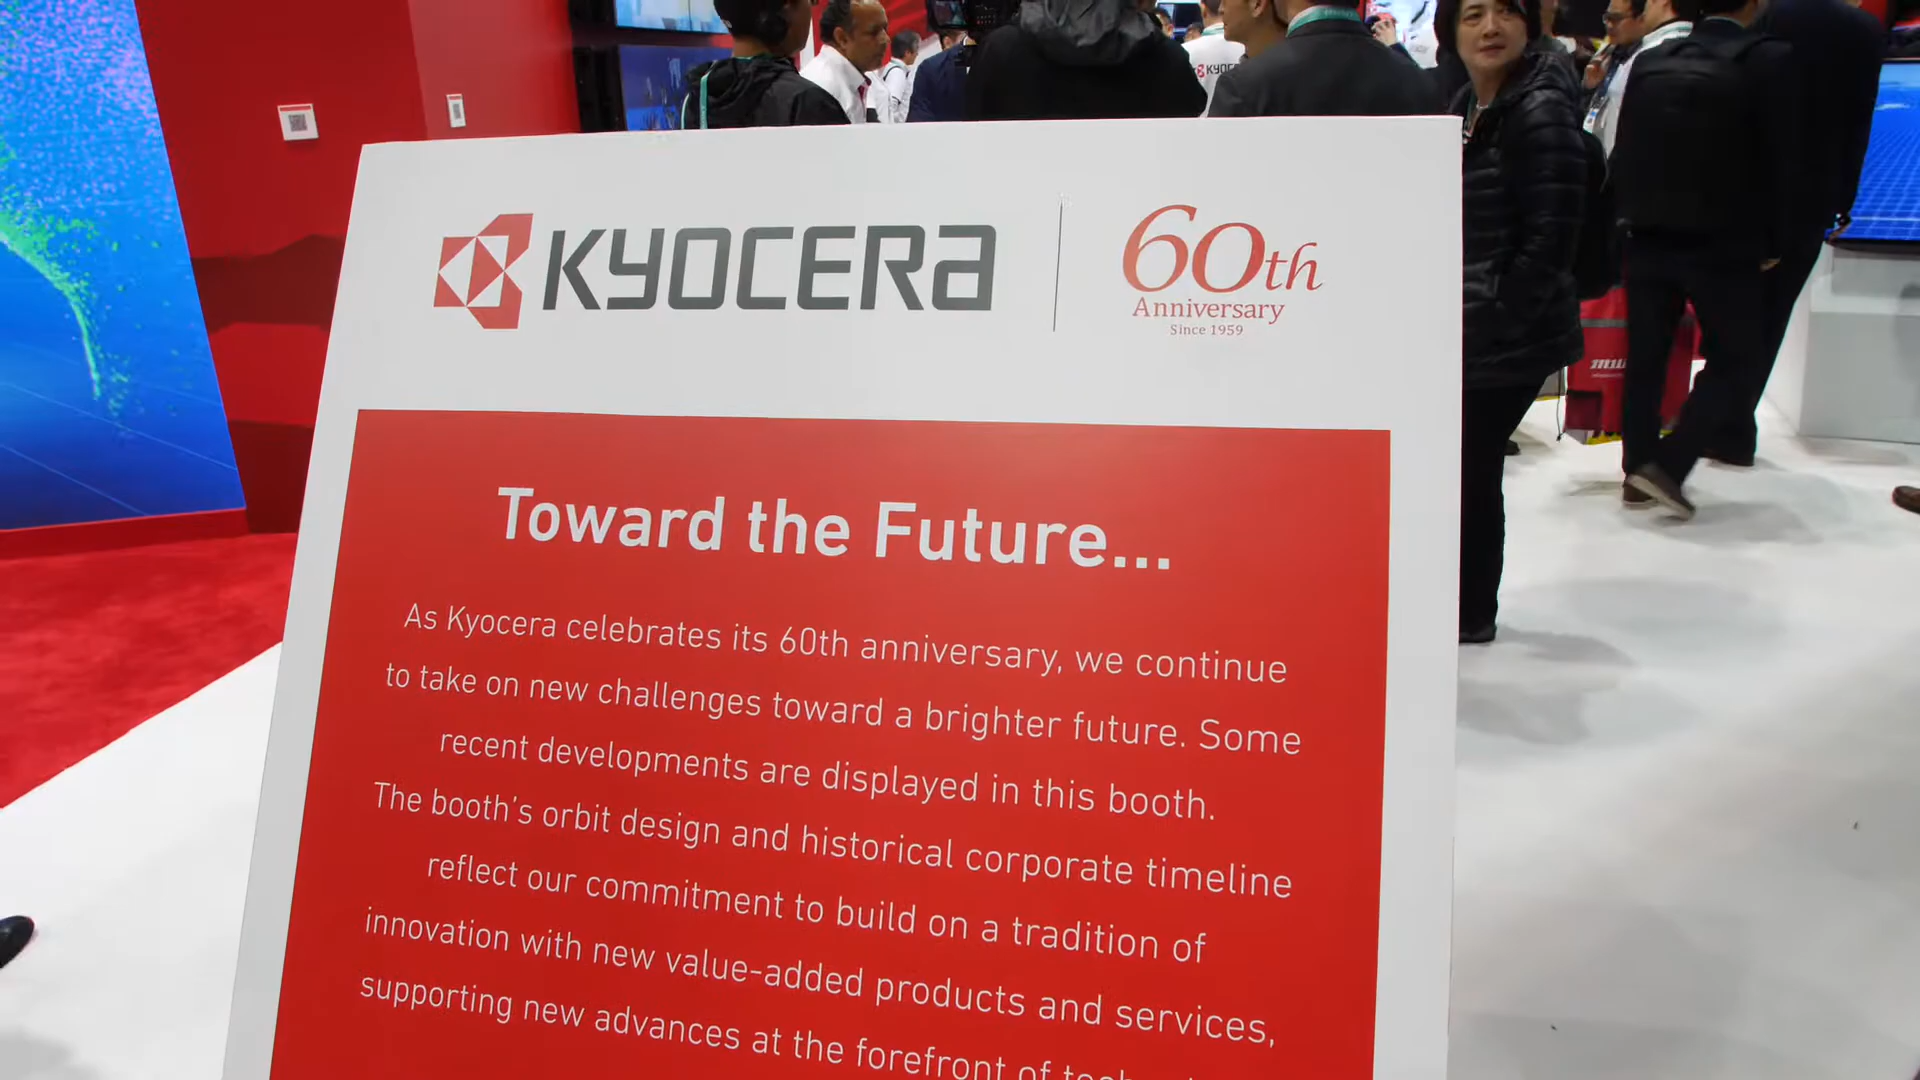 KYOCERA
KYOCERA
60th
Anniversary
Since 1959
Toward the Future...
As Kyocera celebrates its 60th anniversary, we continue
to take on new challenges toward a brighter future. Some
recent developments are displayed in this booth.
The booth's orbit design and historical corporate timeline
reflect our commitment to build on a tradition of
innovation with new value-added products and services,
supporting new advances at the forefront of